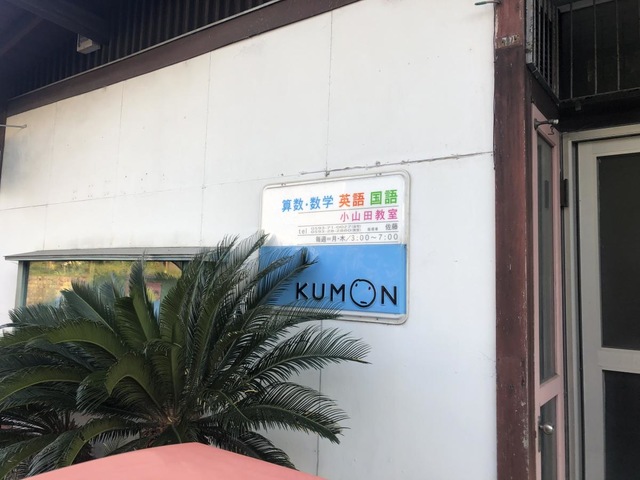 算数・数学 英語 国語
小山田教室
tel 佐藤
毎週=月・木/3:00~7:00
KUMON